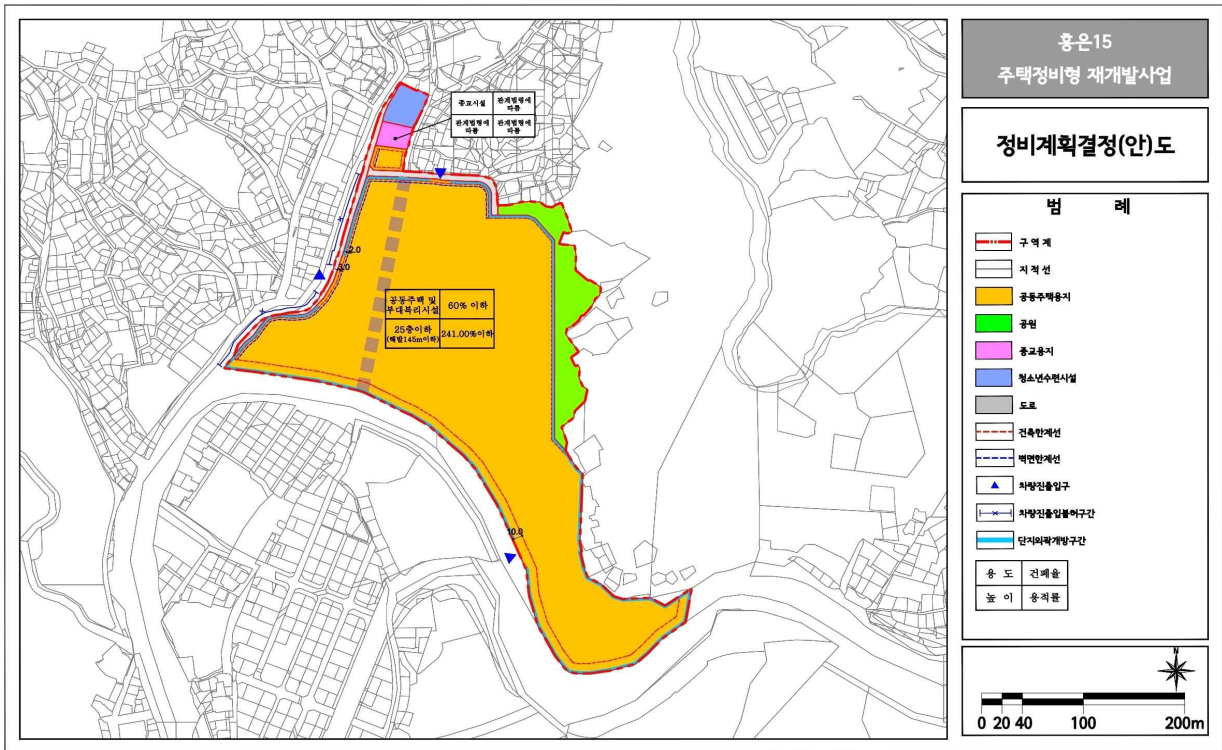 홍은15
주택정비형 재개발사업
정비계획결정(안)도
범 례
구역계
지적선
공동주택용지
공원
종교용지
청소년수련시설
도로
건축한계선
벽면한계선
차량진출입구
차량진출입불허구간
단지외곽개방구간
용 도 건폐율
높 이 용적률
N
0 20 40 100 200m
종교시설 관계법령에 따름
관계법령에 따름 관계법령에 따름
2.0
3.0
공동주택 및 부대복리시설 60% 이하
25층이하 (해발145m이하) 241.00%이하
10.0